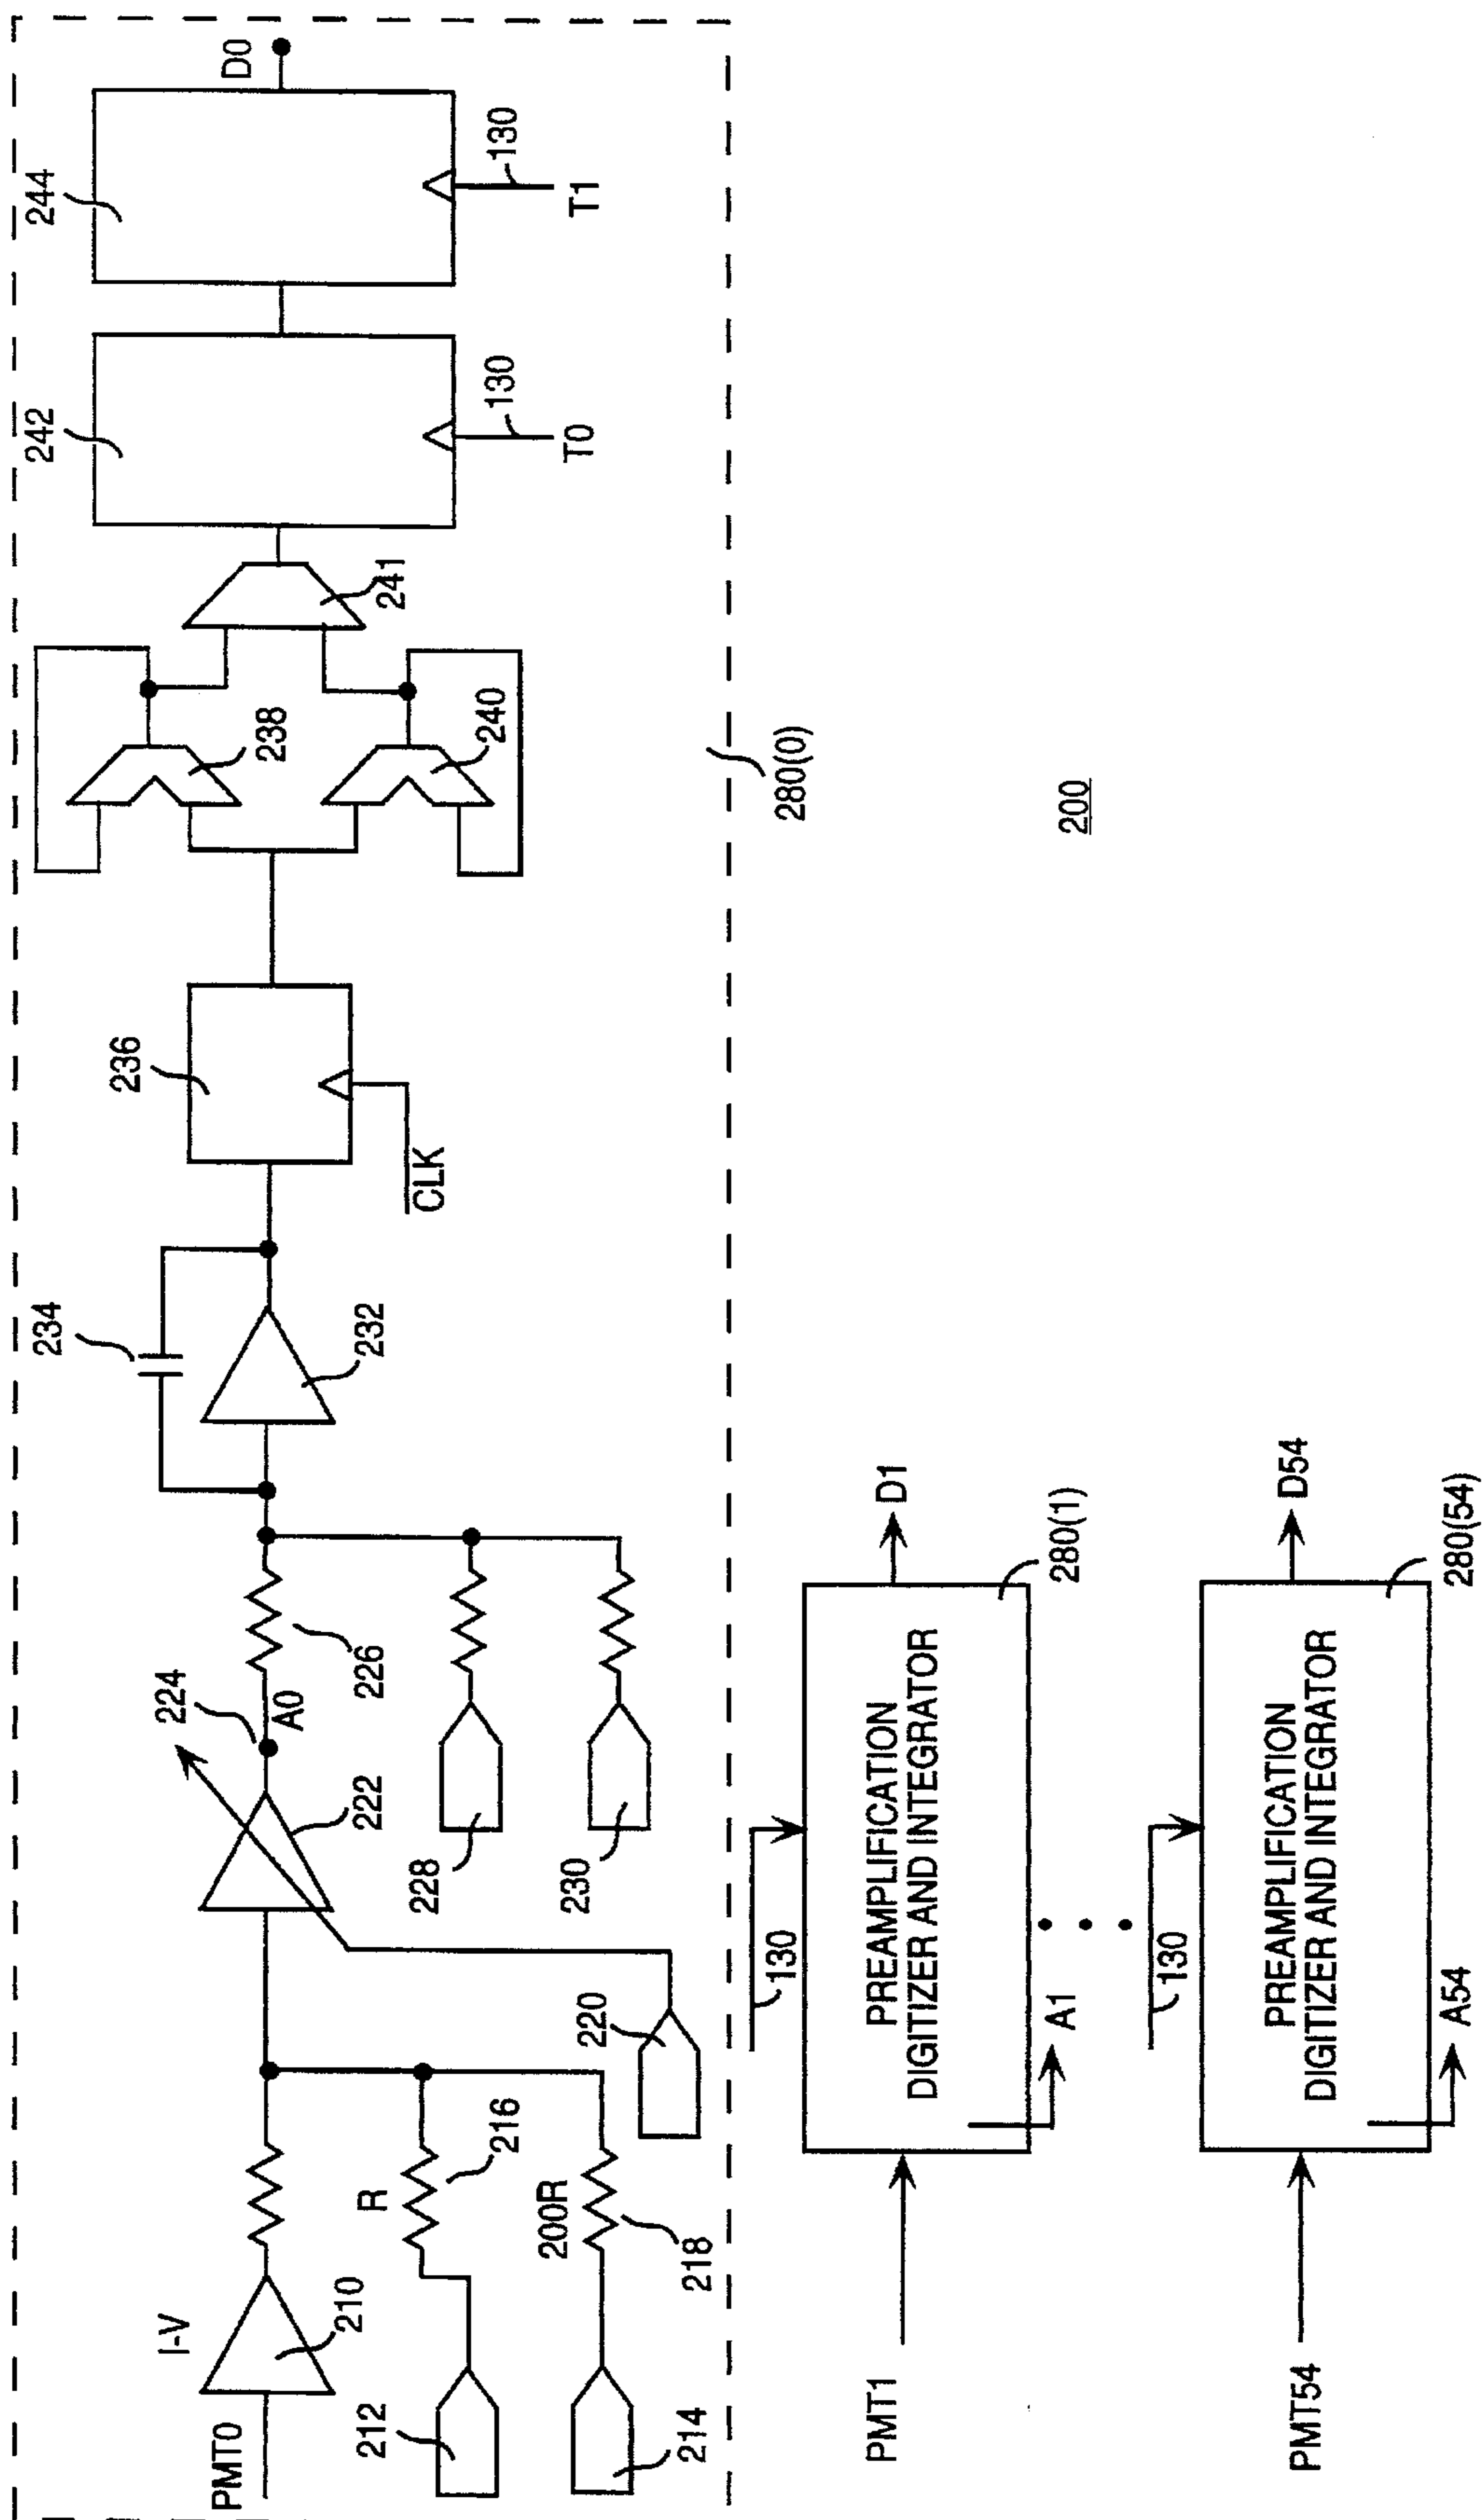 PMT0
I-V
210
212
214
R
216
200R
218
220
222
224
A0
226
228
230
234
232
236
CLK
238
240
241
242
130
T0
244
130
T1
D0
280(0)
200
PMT1
130
PREAMPLIFICATION
DIGITIZER AND INTEGRATOR
A1
D1
280(1)
PMT54
130
PREAMPLIFICATION
DIGITIZER AND INTEGRATOR
A54
D54
280(54)